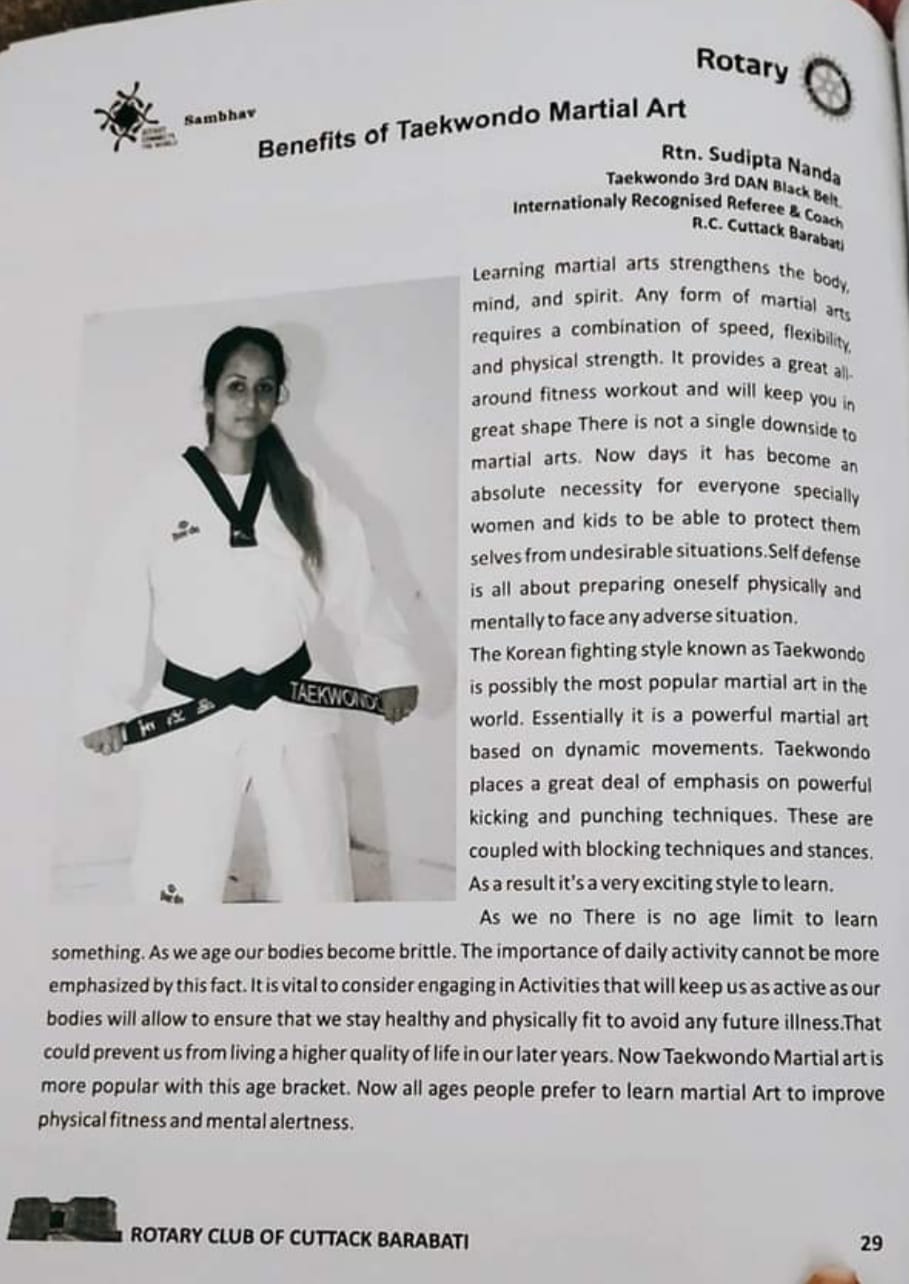 Rotary
Sambhav
Benefits of Taekwondo Martial Art
Rtn. Sudipta Nanda
Taekwondo 3rd DAN Black Belt.
Internationaly Recognised Referee & Coach
R.C. Cuttack Barabati
Learning martial arts strengthens the body,
mind, and spirit. Any form of martial arts
requires a combination of speed, flexibility,
and physical strength. It provides a great all-
around fitness workout and will keep you in
great shape There is not a single downside to
martial arts. Now days it has become an
absolute necessity for everyone specially
women and kids to be able to protect them
selves from undesirable situations.Self defense
is all about preparing oneself physically and
mentally to face any adverse situation.
The Korean fighting style known as Taekwondo
is possibly the most popular martial art in the
world. Essentially it is a powerful martial art
based on dynamic movements. Taekwondo
places a great deal of emphasis on powerful
kicking and punching techniques. These are
coupled with blocking techniques and stances.
As a result it's a very exciting style to learn.
As we no There is no age limit to learn
something. As we age our bodies become brittle. The importance of daily activity cannot be more
emphasized by this fact. It is vital to consider engaging in Activities that will keep us as active as our
bodies will allow to ensure that we stay healthy and physically fit to avoid any future illness.That
could prevent us from living a higher quality of life in our later years. Now Taekwondo Martial art is
more popular with this age bracket. Now all ages people prefer to learn martial Art to improve
physical fitness and mental alertness.
TAEKWONDO
ROTARY CLUB OF CUTTACK BARABATI
29